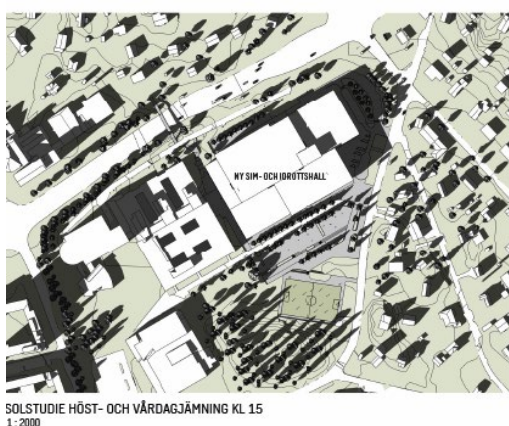 NY SIM- OCH IDROTTSHALL
SOLSTUDIE HÖST- OCH VÅRDAGJÄMNING KL 15
1 : 2000